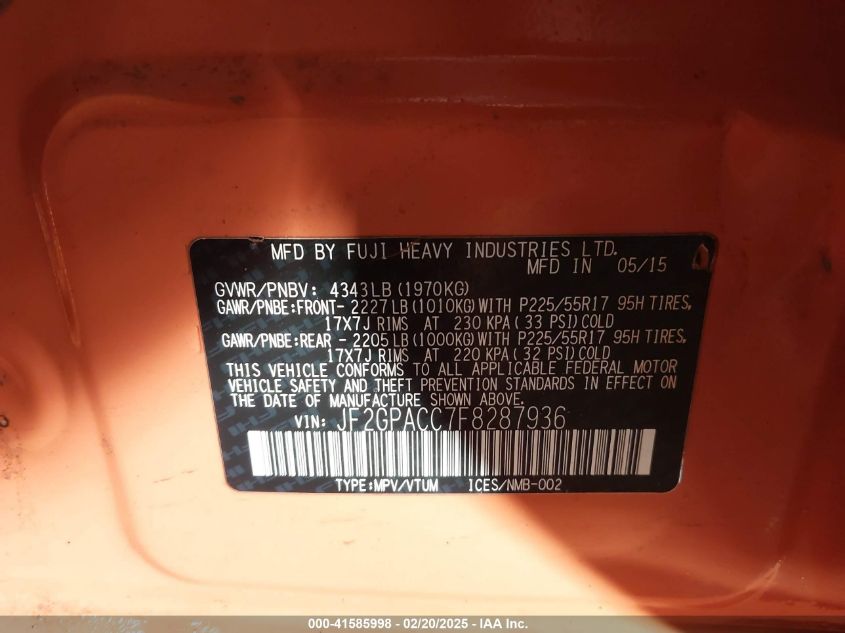 MFD BY FUJI HEAVY INDUSTRIES LTD.
MFD IN 05/15
GVWR/PNBV: 4343LB (1970KG)
GAWR/PNBE:FRONT- 2227LB (1010KG) WITH P225/55R17 95H TIRES,
17X7J RIMS AT 230 KPA( 33 PSI) COLD
GAWR/PNBE:REAR - 2205LB (1000KG) WITH P225/55R17 95H TIRES,
17X7J RIMS AT 220 KPA( 32 PSI) COLD
THIS VEHICLE CONFORMS TO ALL APPLICABLE FEDERAL MOTOR
VEHICLE SAFETY AND THEFT PREVENTION STANDARDS IN EFFECT ON
THE DATE OF MANUFACTURE SHOWN ABOVE.
VIN: JF2GPACC7F8287936
TYPE:MPV/VTUM ICES/NMB-002
000-41585998 - 02/20/2025 - IAA Inc.